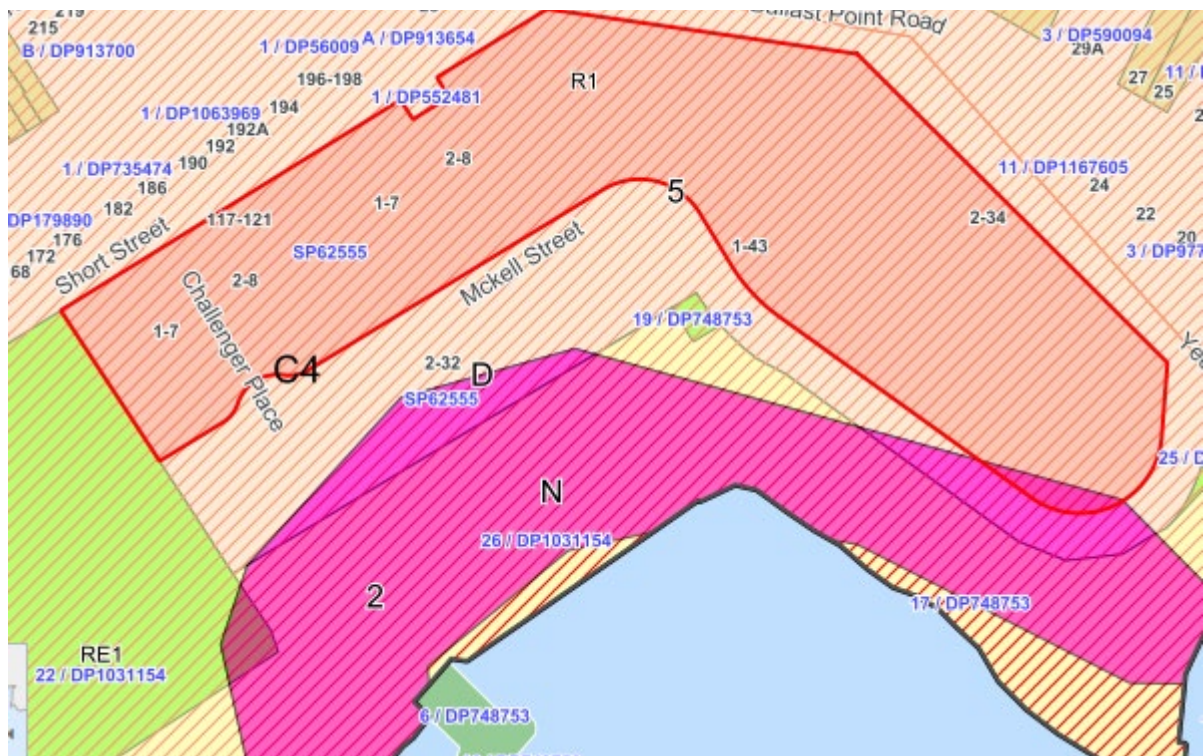 215
B / DP913700
1 / DP56009
A / DP913654
Ballast Point Road
3 / DP590094
29A
27
25
196-198
1 / DP552481
R1
1 / DP1063969
194
192A
192
190
2-8
1 / DP735474
186
182
1-7
11 / DP1167605
24
5
2-34
22
20
DP179890
176
172
68
117-121
Short Street
SP62555
Mckell Street
1-43
2-8
Challenger Place
1-7
19 / DP748753
C4
2-32
D
SP62555
N
26 / DP1031154
2
17 / DP748753
RE1
22 / DP1031154
6 / DP748753